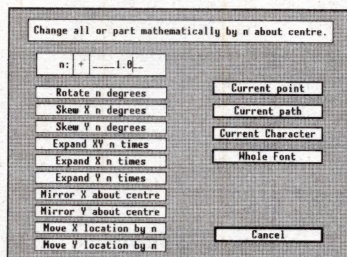 Change all or part mathematically by n about centre.
n: + ____1.0__
Rotate n degrees
Skew X n degrees
Skew Y n degrees
Expand XY n times
Expand X n times
Expand Y n times
Mirror X about centre
Mirror Y about centre
Move X location by n
Move Y location by n
Current point
Current path
Current Character
Whole Font
Cancel